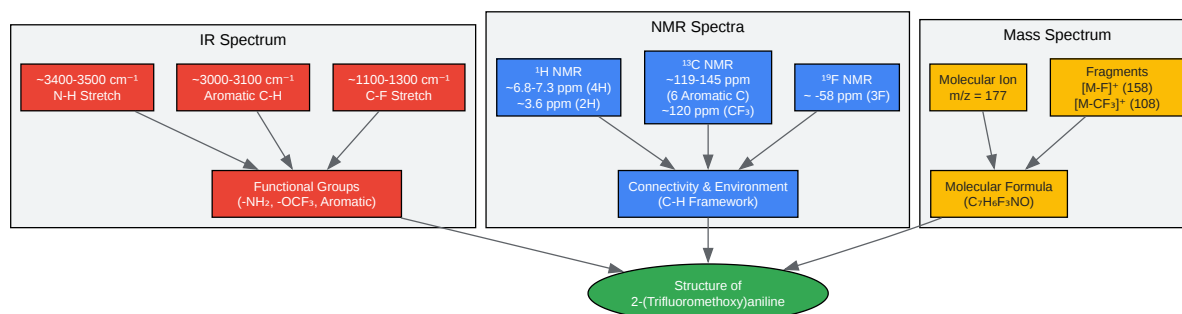 IR Spectrum
~3400-3500 cm⁻¹
N-H Stretch
~3000-3100 cm⁻¹
Aromatic C-H
~1100-1300 cm⁻¹
C-F Stretch
Functional Groups
(-NH₂, -OCF₃, Aromatic)
NMR Spectra
¹H NMR
~6.8-7.3 ppm (4H)
~3.6 ppm (2H)
¹³C NMR
~119-145 ppm
(6 Aromatic C)
~120 ppm (CF₃)
¹⁹F NMR
~ -58 ppm (3F)
Connectivity & Environment
(C-H Framework)
Mass Spectrum
Molecular Ion
m/z = 177
Fragments
[M-F]⁺ (158)
[M-CF₃]⁺ (108)
Molecular Formula
(C₇H₆F₃NO)
Structure of
2-(Trifluoromethoxy)aniline